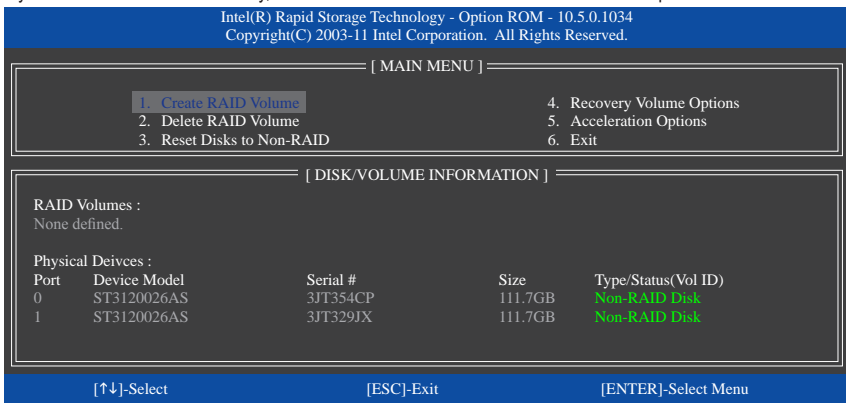 Intel(R) Rapid Storage Technology - Option ROM - 10.5.0.1034
Copyright(C) 2003-11 Intel Corporation. All Rights Reserved.
[ MAIN MENU ]
1. Create RAID Volume
2. Delete RAID Volume
3. Reset Disks to Non-RAID
4. Recovery Volume Options
5. Acceleration Options
6. Exit
[ DISK/VOLUME INFORMATION ]
RAID Volumes :
None defined.
Physical Deivces :
Port Device Model Serial # Size Type/Status(Vol ID)
0 ST3120026AS 3JT354CP 111.7GB Non-RAID Disk
1 ST3120026AS 3JT329JX 111.7GB Non-RAID Disk
[↑↓]-Select [ESC]-Exit [ENTER]-Select Menu